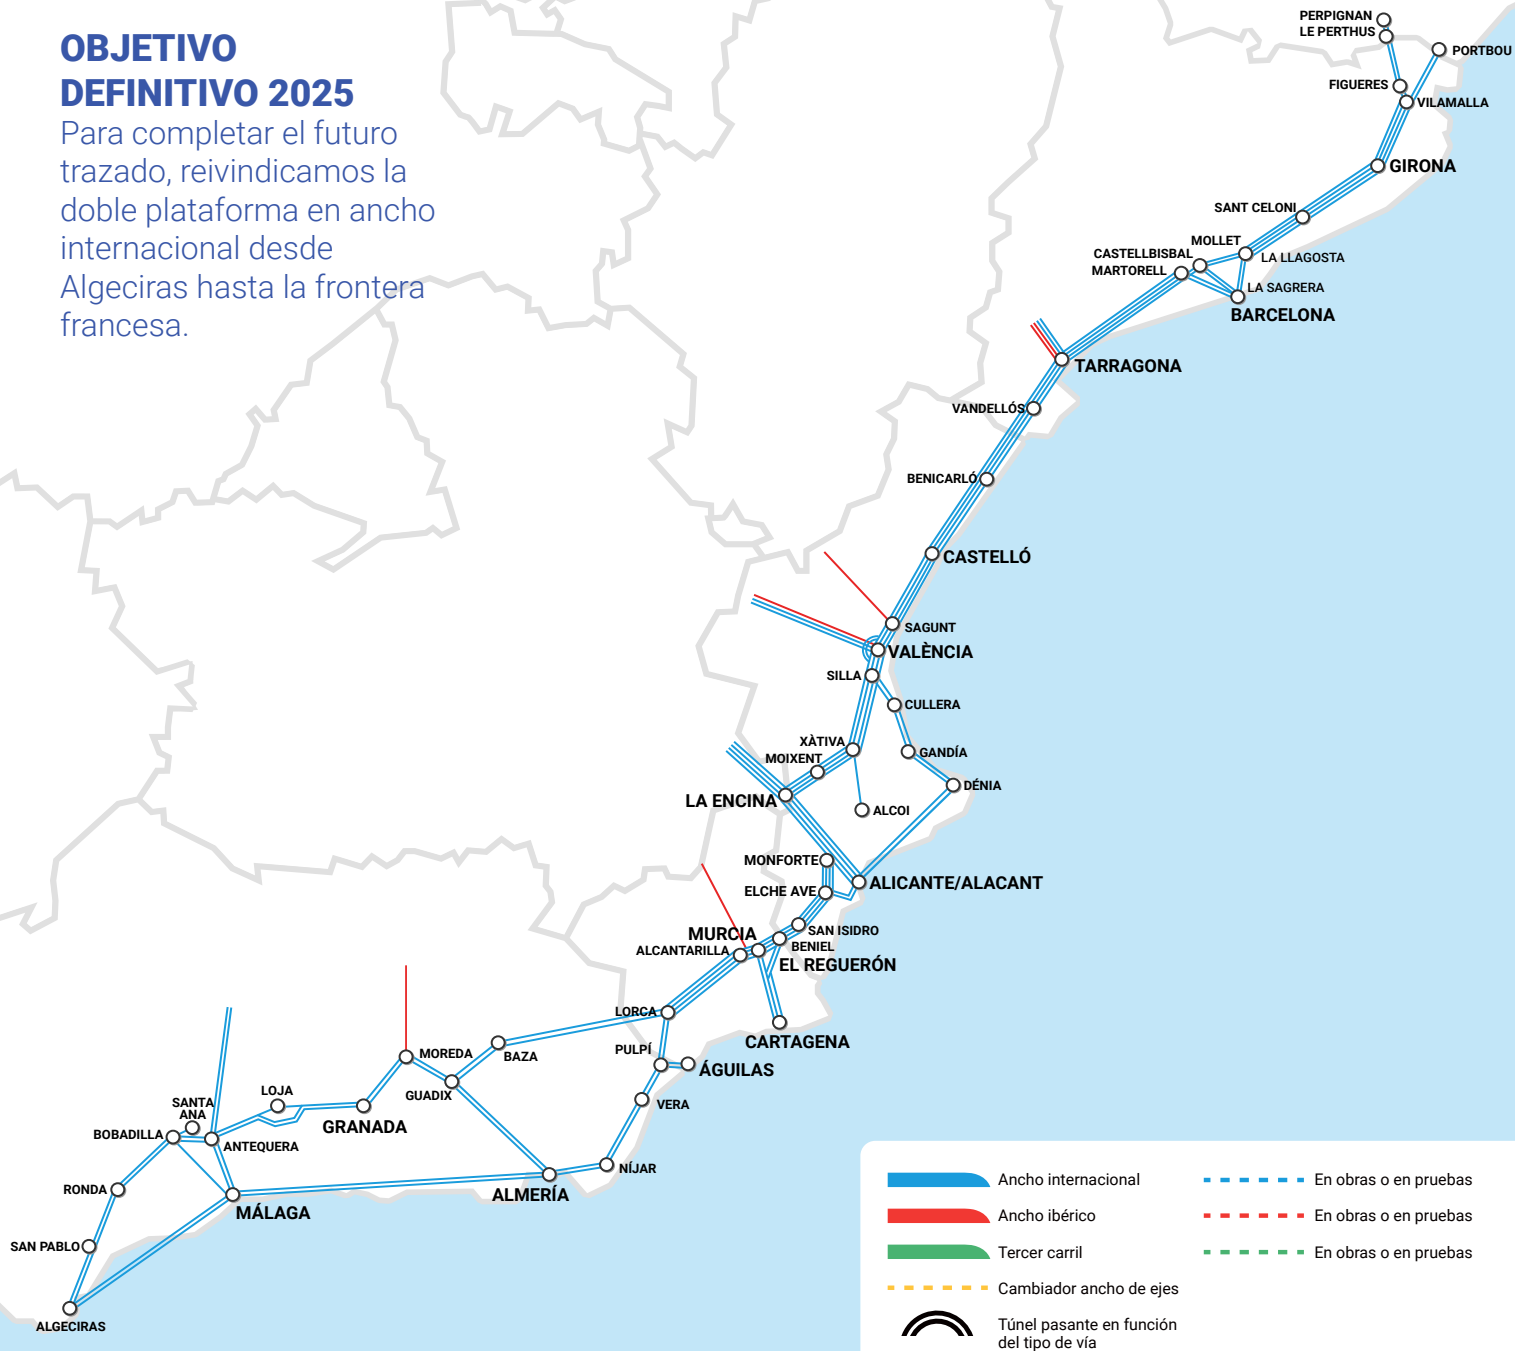 OBJETIVO
DEFINITIVO 2025
Para completar el futuro
trazado, reivindicamos la
doble plataforma en ancho
internacional desde
Algeciras hasta la frontera
francesa.
PERPIGNAN
LE PERTHUS
PORTBOU
FIGUERES
VILAMALLA
GIRONA
SANT CELONI
MOLLET
LA LLAGOSTA
CASTELLBISBAL
MARTORELL
LA SAGRERA
BARCELONA
TARRAGONA
VANDELLÓS
BENICARLÓ
CASTELLÓ
SAGUNT
VALÈNCIA
SILLA
CULLERA
XÀTIVA
GANDÍA
MOIXENT
DÉNIA
LA ENCINA
ALCOI
MONFORTE
ALICANTE/ALACANT
ELCHE AVE
SAN ISIDRO
MURCIA
BENIEL
ALCANTARILLA
EL REGUERÓN
LORCA
CARTAGENA
PULPÍ
ÁGUILAS
BAZA
MOREDA
GUADIX
VERA
LOJA
SANTA
ANA
GRANADA
BOBADILLA
ANTEQUERA
NÍJAR
ALMERÍA
RONDA
MÁLAGA
SAN PABLO
ALGECIRAS
Ancho internacional
En obras o en pruebas
Ancho ibérico
En obras o en pruebas
Tercer carril
En obras o en pruebas
Cambiador ancho de ejes
Túnel pasante en función
del tipo de vía